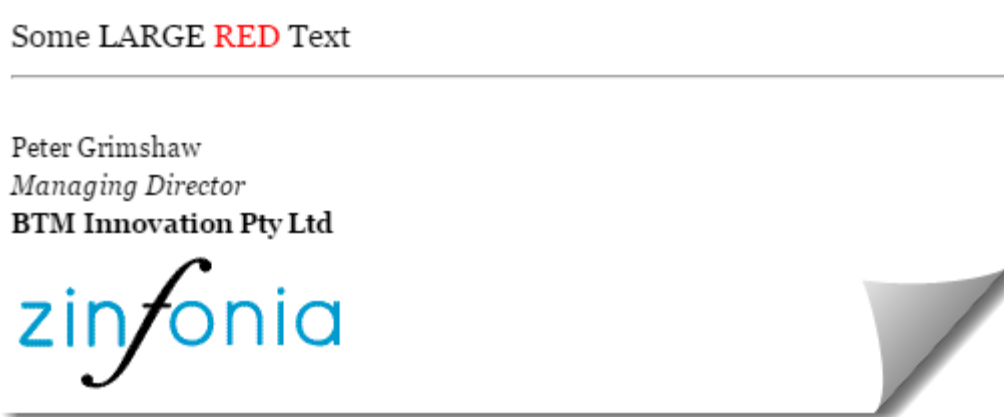 Some LARGE RED Text
Peter Grimshaw
Managing Director
BTM Innovation Pty Ltd
zinfonia